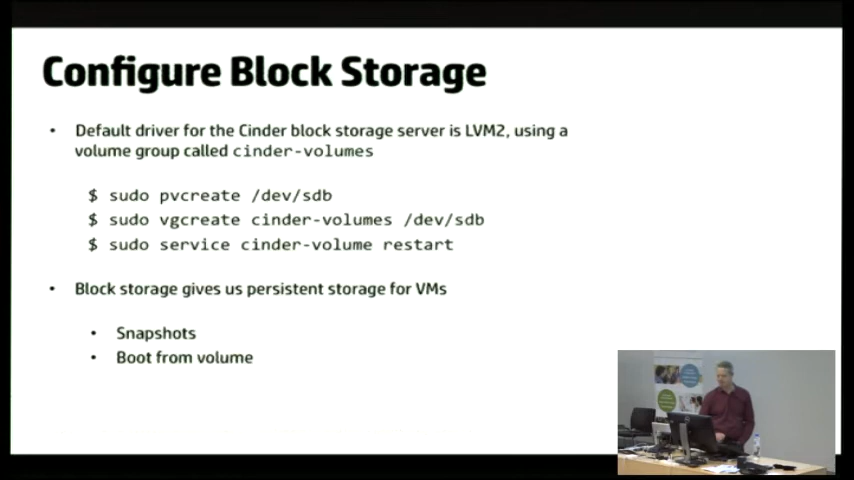 Configure Block Storage
• Default driver for the Cinder block storage server is LVM2, using a
volume group called cinder-volumes
$ sudo pvcreate /dev/sdb
$ sudo vgcreate cinder-volumes /dev/sdb
$ sudo service cinder-volume restart
• Block storage gives us persistent storage for VMs
• Snapshots
• Boot from volume